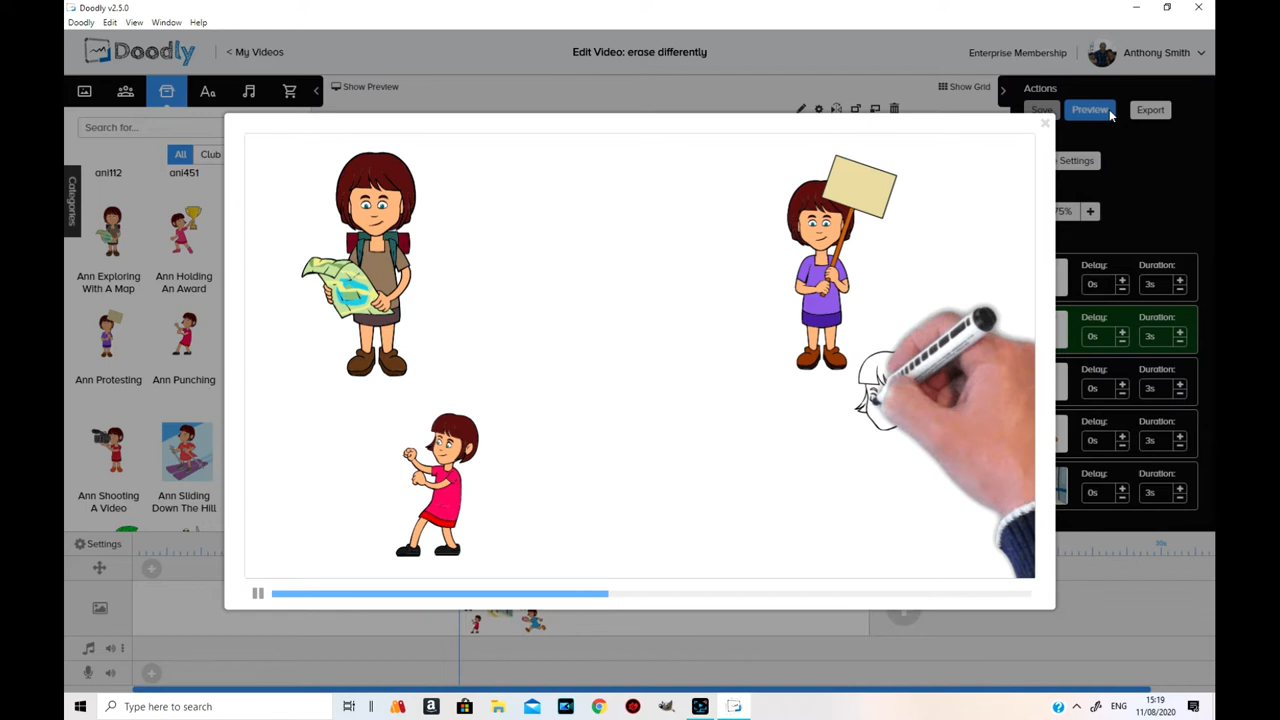 Doodly v2.5.0
Doodly Edit View Window Help
Doodly
< My Videos
Edit Video: erase differently
Enterprise Membership
Anthony Smith
Show Preview
Show Grid
Actions
Save
Preview
Export
Search for...
All
Club
Categories
ani112
ani451
Settings
75%
Ann Exploring With A Map
Ann Holding An Award
Ann Protesting
Ann Punching
Ann Shooting A Video
Ann Sliding Down The Hill
Delay: Duration:
0s 3s
Delay: Duration:
0s 3s
Delay: Duration:
0s 3s
Delay: Duration:
0s 3s
Delay: Duration:
0s 3s
Settings
30s
Type here to search
ENG
15:19
11/08/2020